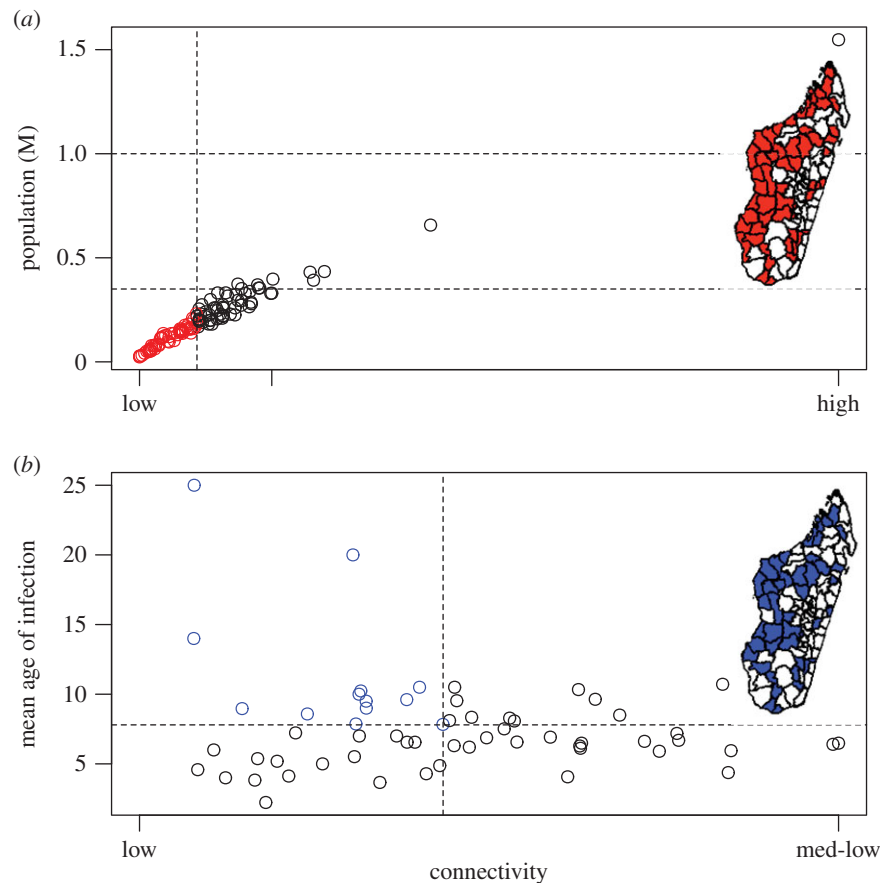 (a)
1.5
1.0
0.5
0
population (M)
low
high
(b)
25
20
15
10
5
mean age of infection
low
med-low
connectivity